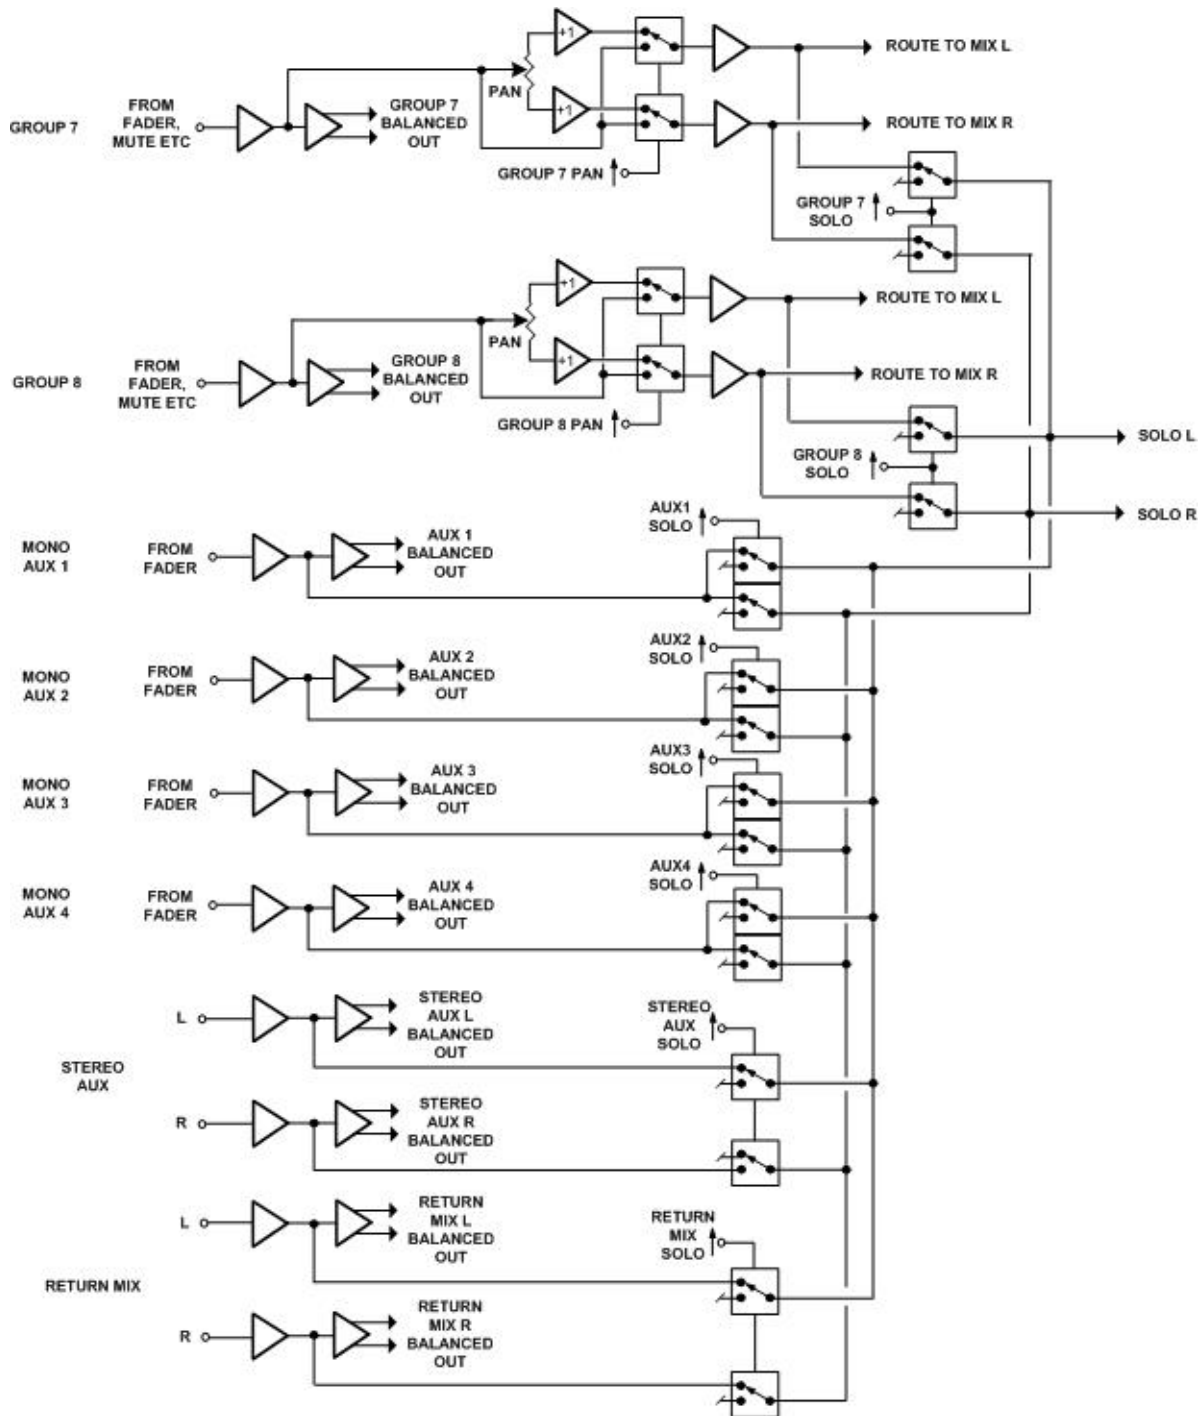 +1
ROUTE TO MIX L
PAN
+1
GROUP 7
FROM
FADER,
MUTE ETC
GROUP 7
BALANCED
OUT
ROUTE TO MIX R
GROUP 7 PAN
GROUP 7
SOLO
+1
ROUTE TO MIX L
PAN
+1
GROUP 8
FROM
FADER,
MUTE ETC
GROUP 8
BALANCED
OUT
ROUTE TO MIX R
GROUP 8 PAN
SOLO L
GROUP 8
SOLO
SOLO R
MONO
AUX 1
FROM
FADER
AUX 1
BALANCED
OUT
AUX1
SOLO
MONO
AUX 2
FROM
FADER
AUX 2
BALANCED
OUT
AUX2
SOLO
MONO
AUX 3
FROM
FADER
AUX 3
BALANCED
OUT
AUX3
SOLO
MONO
AUX 4
FROM
FADER
AUX 4
BALANCED
OUT
AUX4
SOLO
STEREO
AUX
L
STEREO
AUX L
BALANCED
OUT
STEREO
AUX
SOLO
R
STEREO
AUX R
BALANCED
OUT
RETURN MIX
L
RETURN
MIX L
BALANCED
OUT
RETURN
MIX
SOLO
R
RETURN
MIX R
BALANCED
OUT